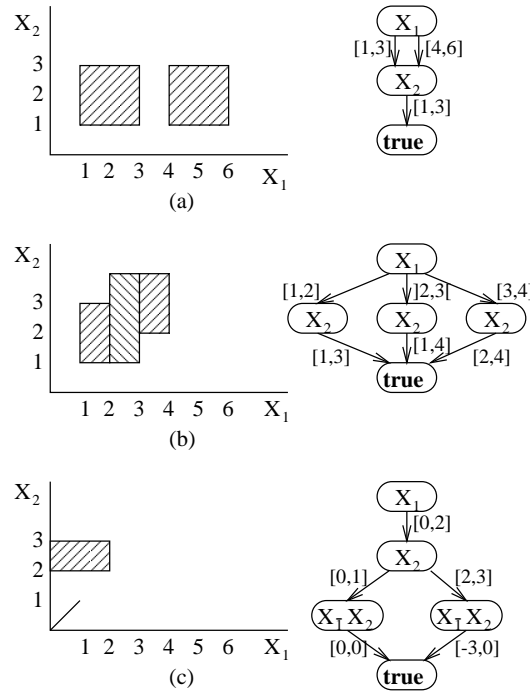 X2
3
2
1
1 2 3 4 5 6
X1
(a)
X1
[1,3] [4,6]
X2
[1,3]
true
X2
3
2
1
1 2 3 4 5 6
X1
(b)
X1
[1,2] ]2,3[ [3,4]
X2 X2 X2
[1,3] [1,4] [2,4]
true
X2
3
2
1
1 2 3 4 5 6
X1
(c)
X1
[0,2]
X2
[0,1] [2,3]
X1- X2 X1- X2
[0,0] [-3,0]
true